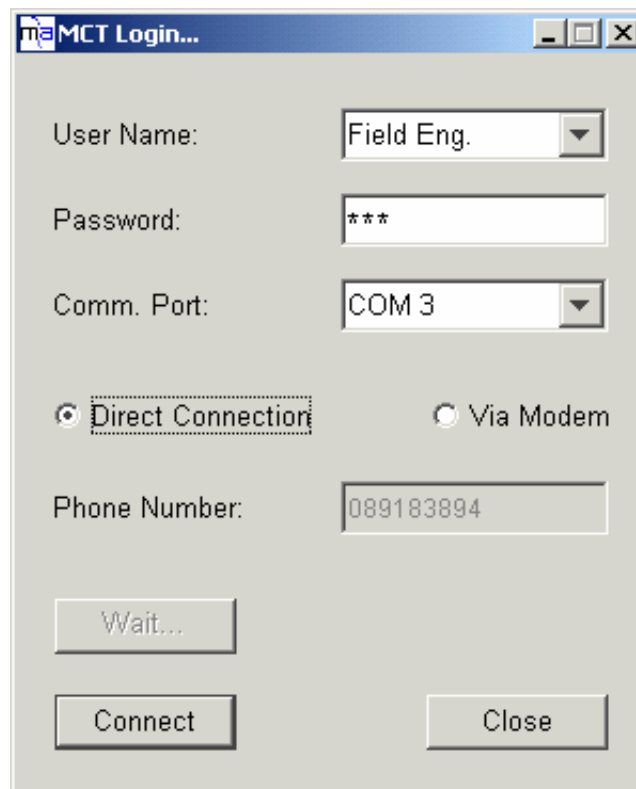 ma MCT Login...
User Name: Field Eng.
Password: ***
Comm. Port: COM 3
Direct Connection Via Modem
Phone Number: 089183894
Wait...
Connect Close